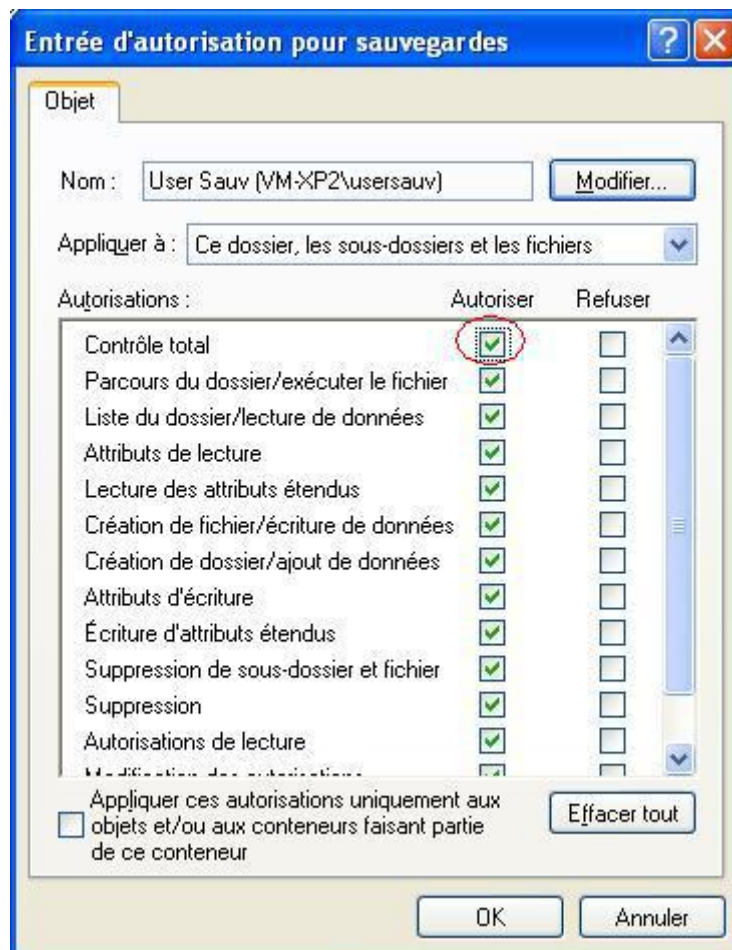 Entrée d'autorisation pour sauvegardes
Objet
Nom : User Sauv (VM-XP2\usersauv) Modifier...
Appliquer à : Ce dossier, les sous-dossiers et les fichiers
Autorisations : Autoriser Refuser
Contrôle total
Parcours du dossier/exécuter le fichier
Liste du dossier/lecture de données
Attributs de lecture
Lecture des attributs étendus
Création de fichier/écriture de données
Création de dossier/ajout de données
Attributs d'écriture
Écriture d'attributs étendus
Suppression de sous-dossier et fichier
Suppression
Autorisations de lecture
Modification des autorisations
Appliquer ces autorisations uniquement aux
objets et/ou aux conteneurs faisant partie
de ce conteneur
Effacer tout
OK Annuler